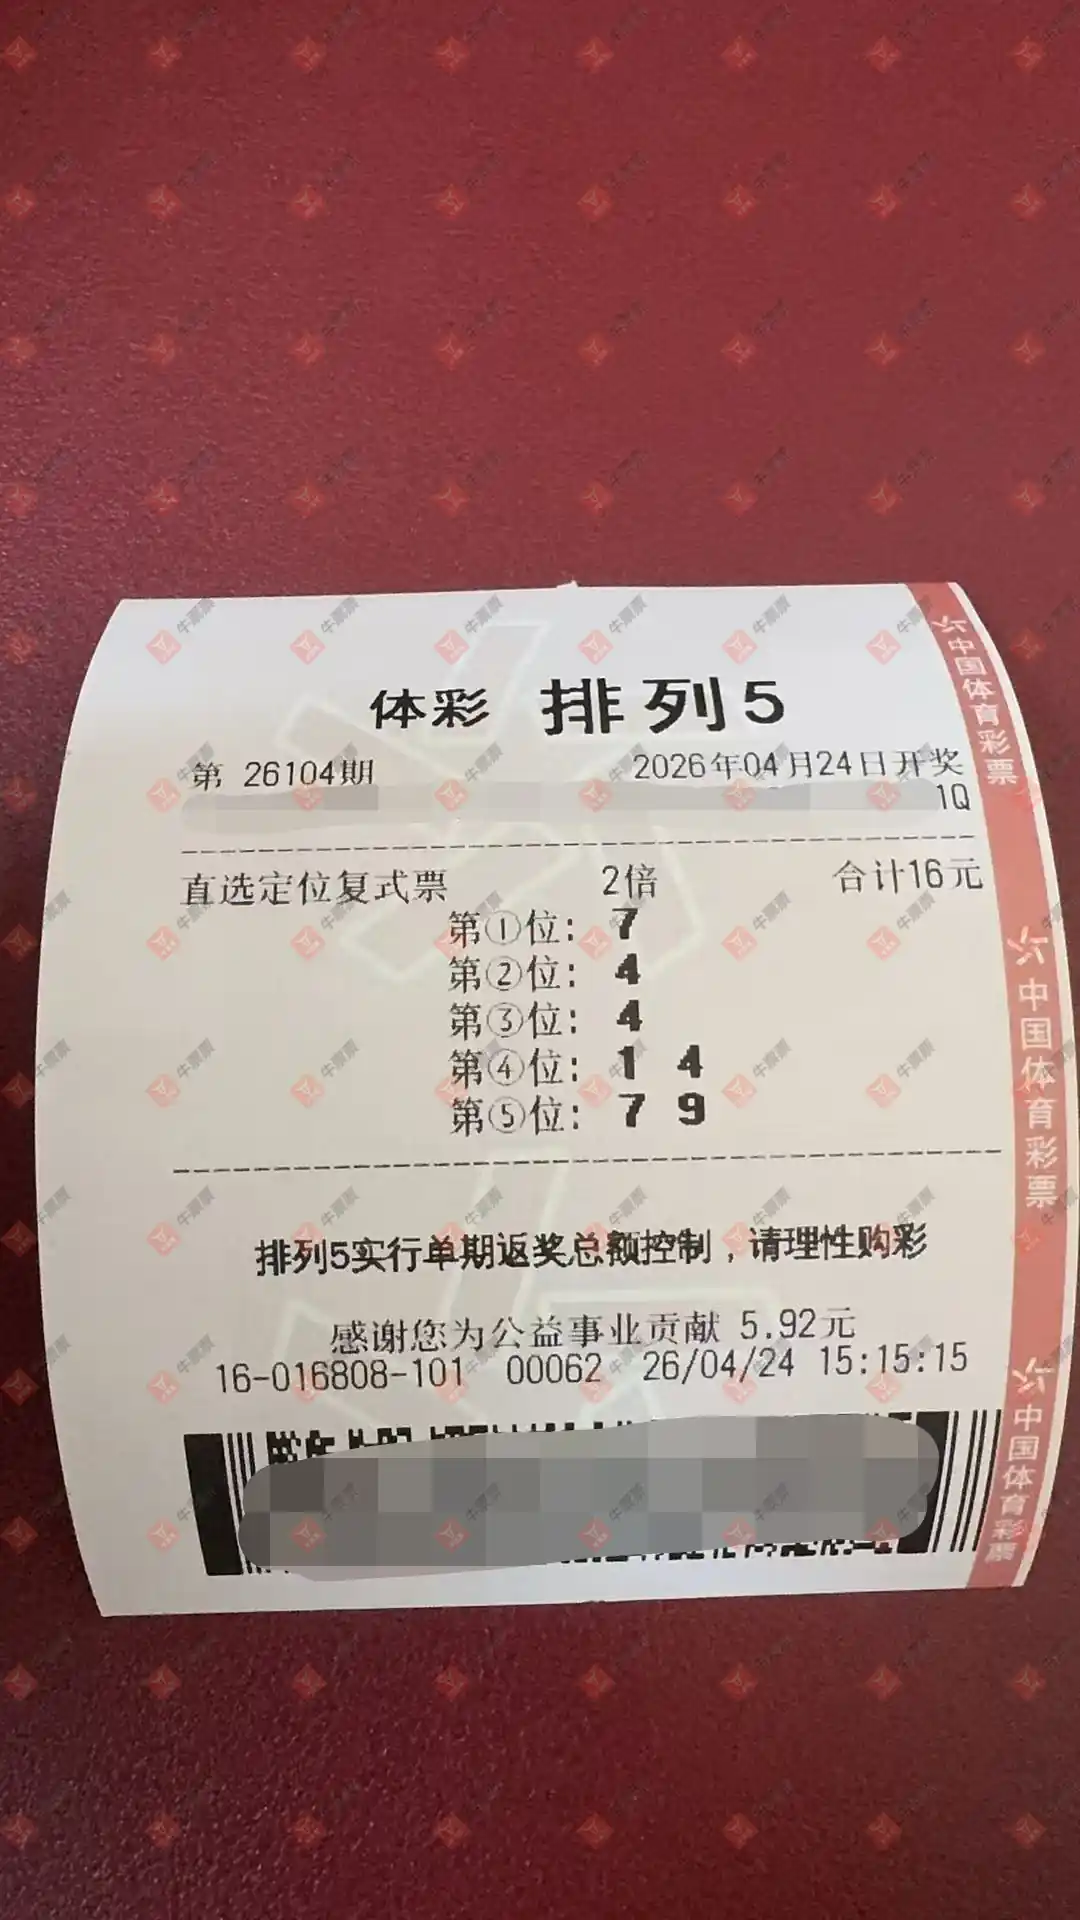 体彩 排列5
第 26104期 2026年04月24日开奖
1Q
直选定位复式票 2倍 合计16元
第①位: 7
第②位: 4
第③位: 4
第④位: 1 4
第⑤位: 7 9
排列5实行单期返奖总额控制，请理性购彩
感谢您为公益事业贡献 5.92元
16-016808-101 00062 26/04/24 15:15:15
中国体育彩票
中国体育彩票
中国体育彩票
牛票票